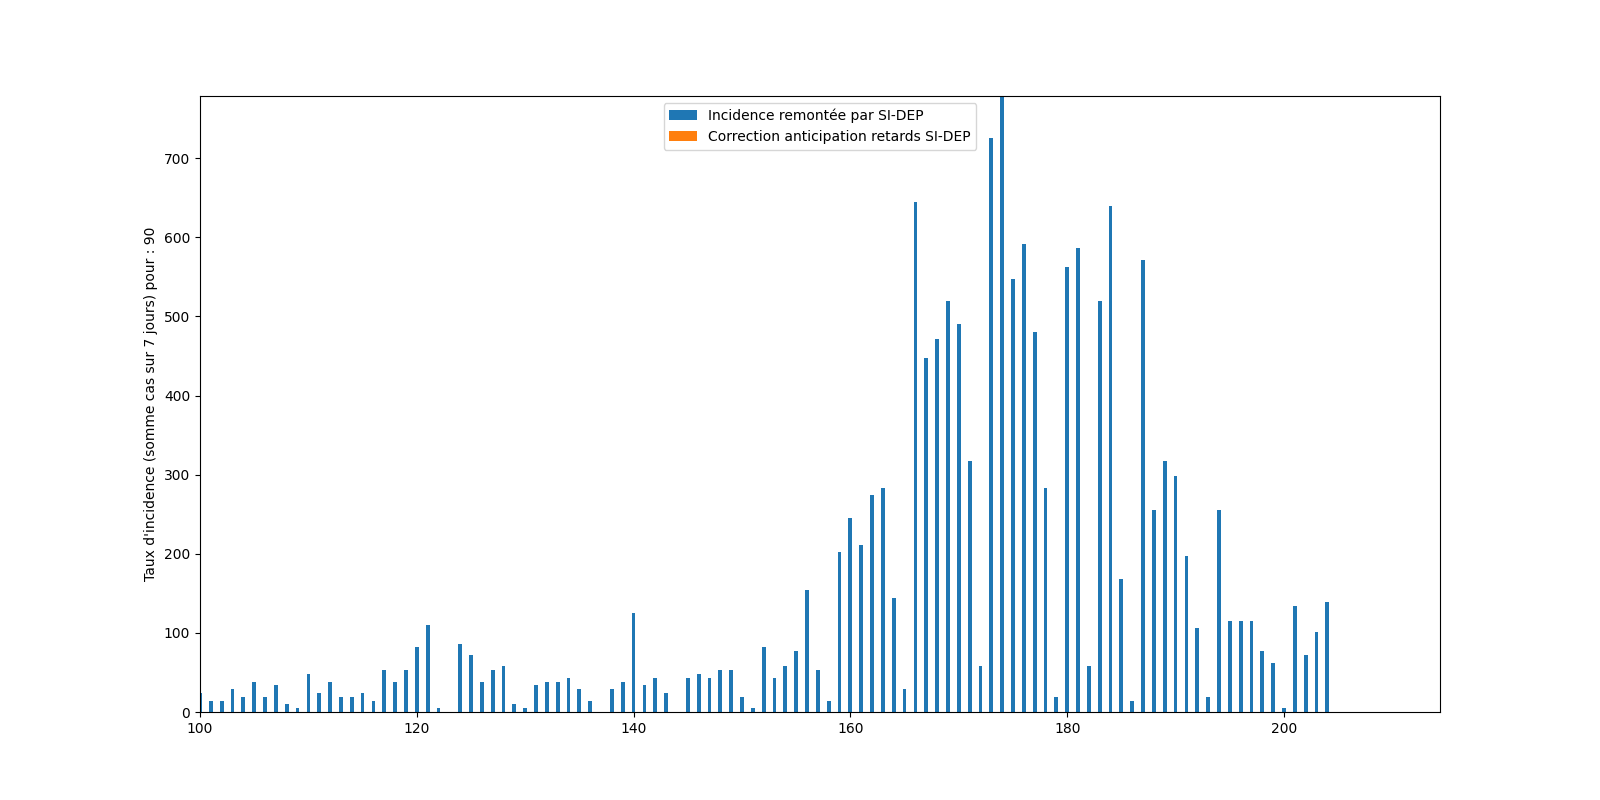 Incidence remontée par SI-DEP
Correction anticipation retards SI-DEP
Taux d'incidence (somme cas sur 7 jours) pour : 90
700
600
500
400
300
200
100
0
100 120 140 160 180 200